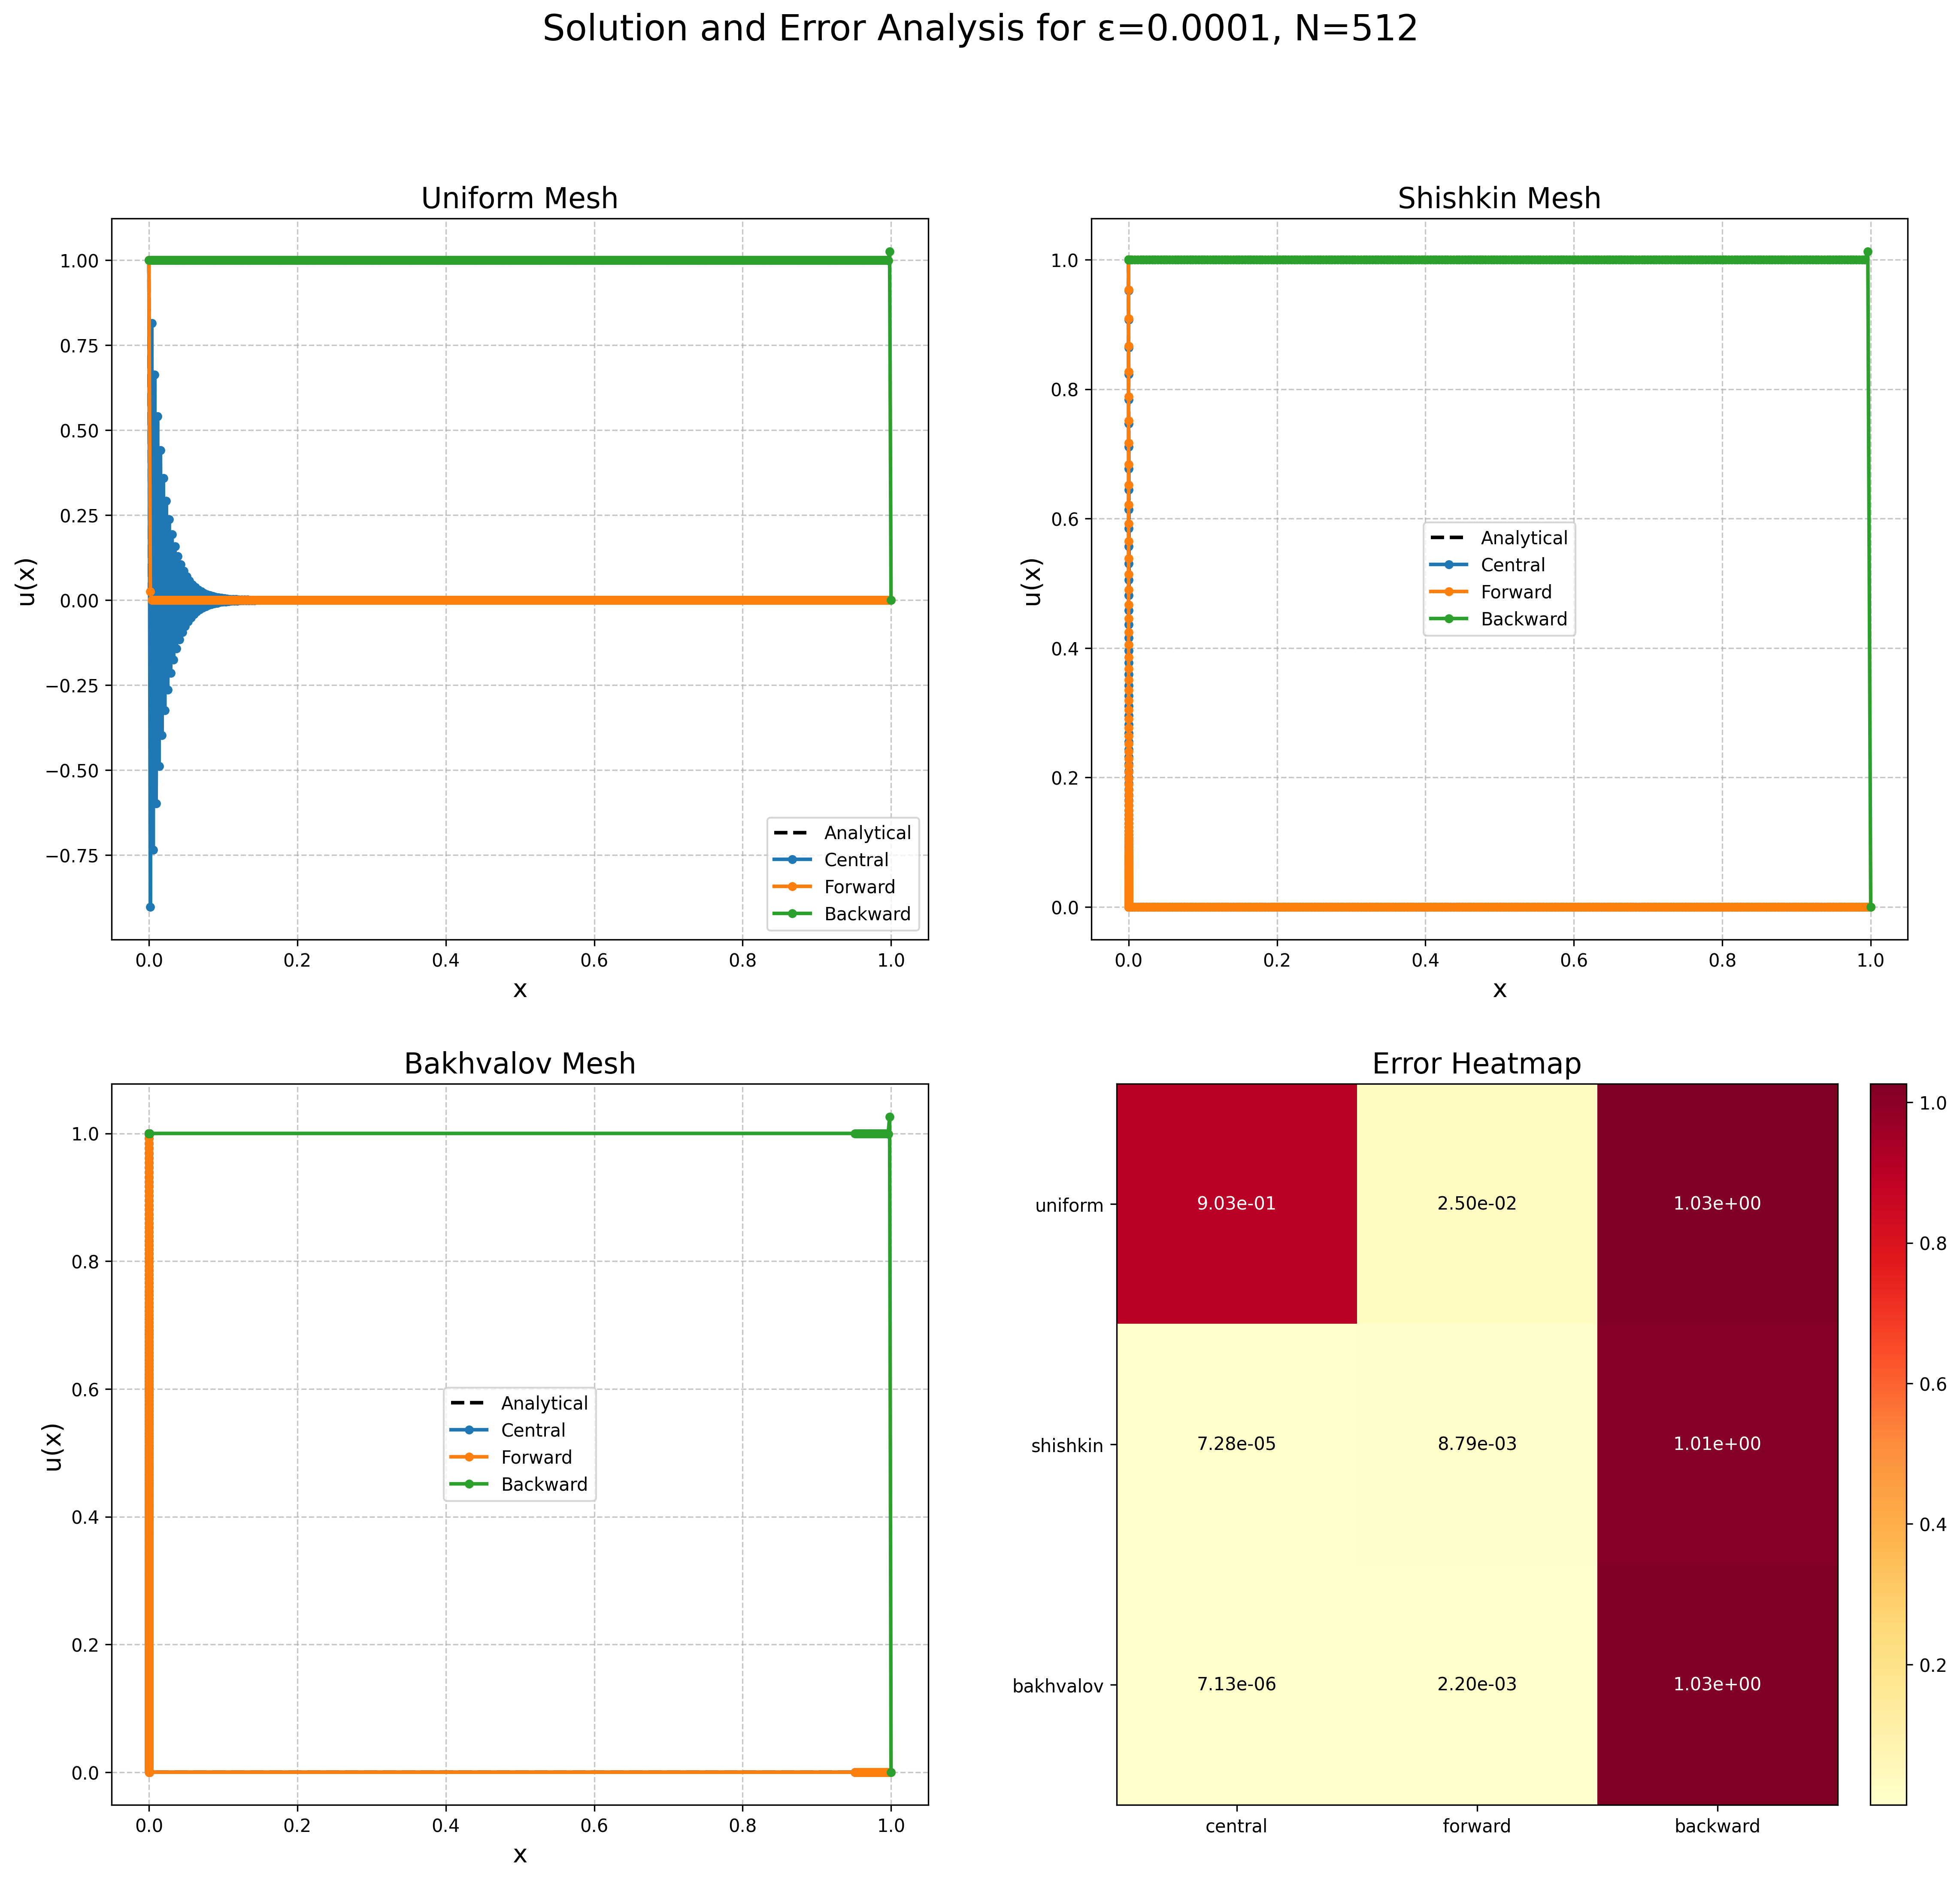 Solution and Error Analysis for ε=0.0001, N=512
Uniform Mesh
1.00
0.75
0.50
0.25
0.00
−0.25
−0.50
−0.75
u(x)
0.0 0.2 0.4 0.6 0.8 1.0
x
Analytical
Central
Forward
Backward
Shishkin Mesh
1.0
0.8
0.6
0.4
0.2
0.0
u(x)
0.0 0.2 0.4 0.6 0.8 1.0
x
Analytical
Central
Forward
Backward
Bakhvalov Mesh
1.0
0.8
0.6
0.4
0.2
0.0
u(x)
0.0 0.2 0.4 0.6 0.8 1.0
x
Analytical
Central
Forward
Backward
Error Heatmap
uniform 9.03e-01 2.50e-02 1.03e+00
shishkin 7.28e-05 8.79e-03 1.01e+00
bakhvalov 7.13e-06 2.20e-03 1.03e+00
central forward backward
1.0
0.8
0.6
0.4
0.2